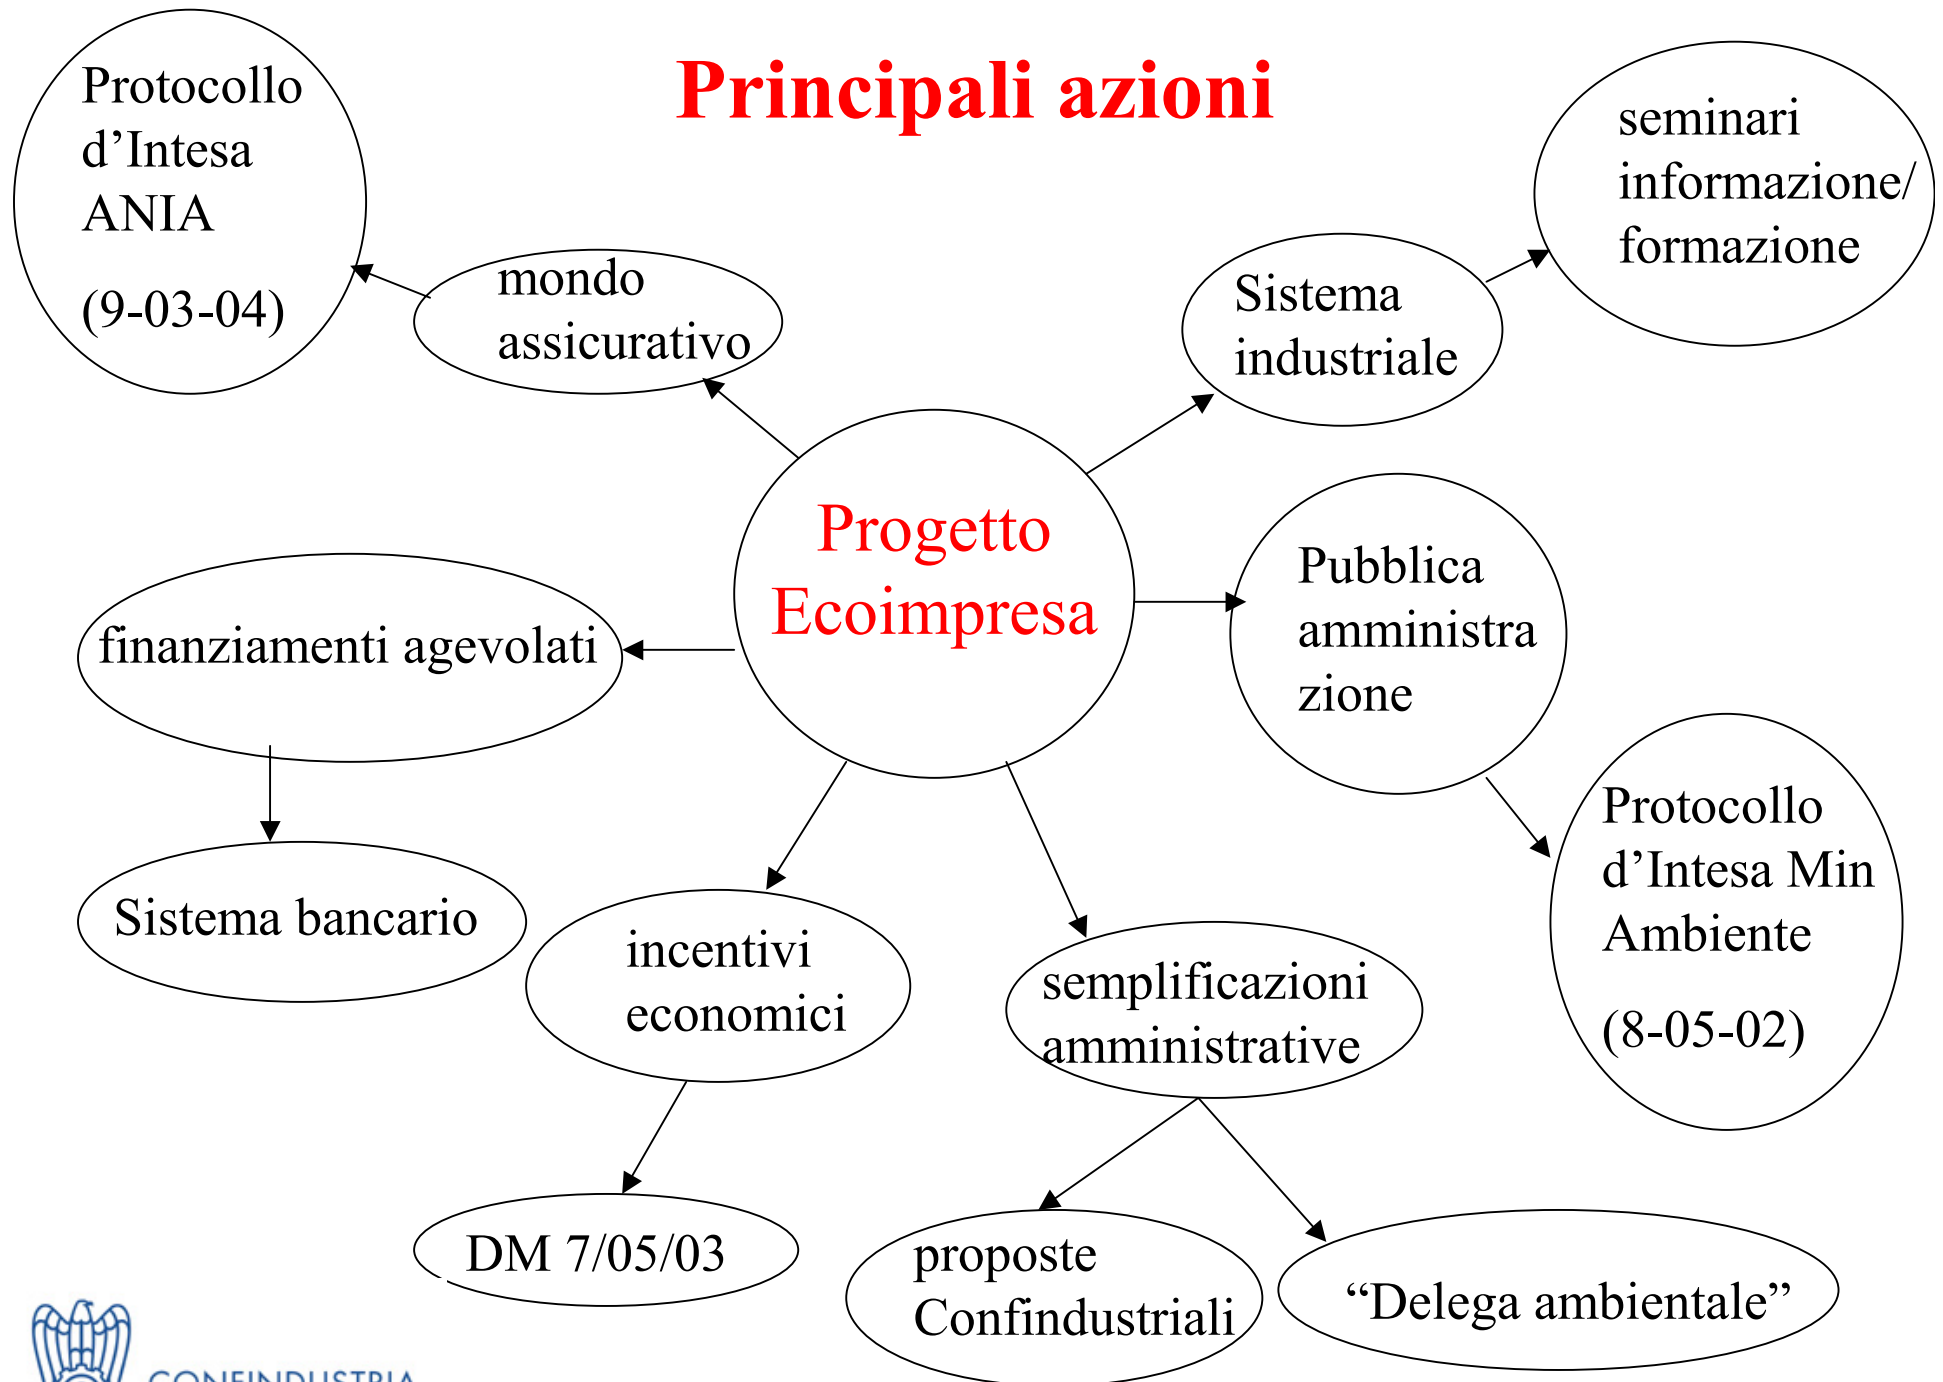 Principali azioni
Protocollo
d’Intesa
ANIA
(9-03-04)
mondo
assicurativo
Sistema
industriale
seminari
informazione/
formazione
Progetto
Ecoimpresa
Pubblica
amministra
zione
Protocollo
d’Intesa Min
Ambiente
(8-05-02)
finanziamenti agevolati
Sistema bancario
incentivi
economici
semplificazioni
amministrative
DM 7/05/03
proposte
Confindustriali
“Delega ambientale”
CONFINDUSTRIA